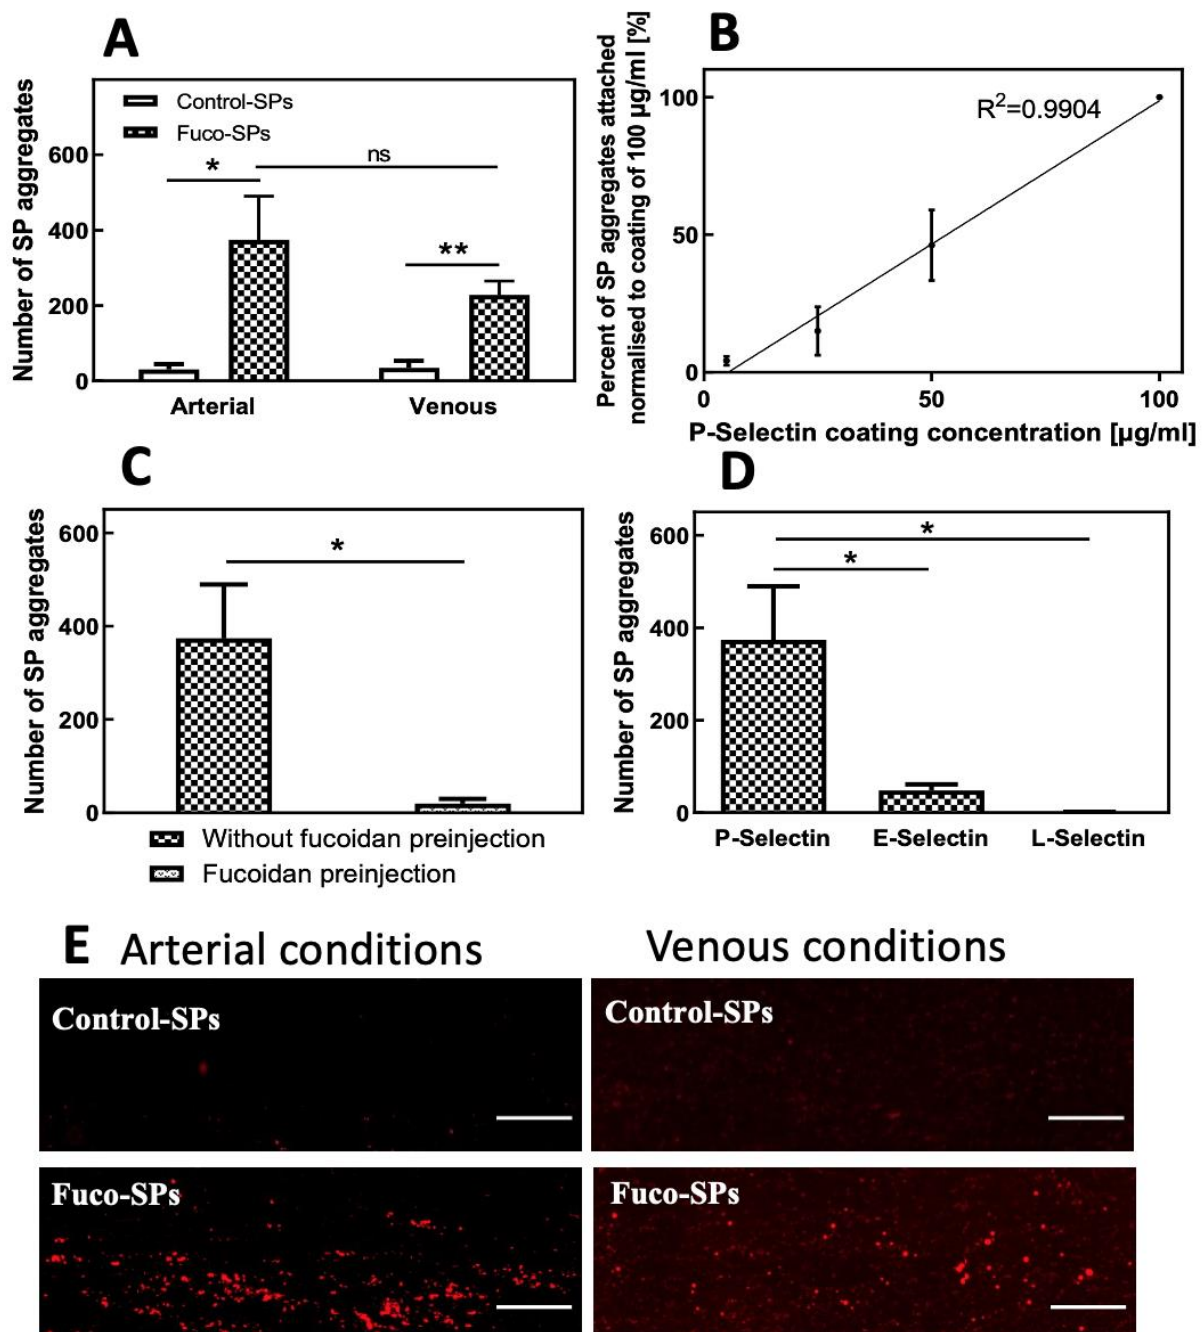 A
Number of SP aggregates
600
400
200
0
Control-SPs
Fuco-SPs
*
ns
**
Arterial
Venous
B
Percent of SP aggregates attached
normalised to coating of 100 µg/ml [%]
100
50
0
R²=0.9904
0
50
100
P-Selectin coating concentration [µg/ml]
C
Number of SP aggregates
600
400
200
0
*
Without fucoidan preinjection
Fucoidan preinjection
D
Number of SP aggregates
600
400
200
0
*
*
P-Selectin
E-Selectin
L-Selectin
E
Arterial conditions
Venous conditions
Control-SPs
Control-SPs
Fuco-SPs
Fuco-SPs